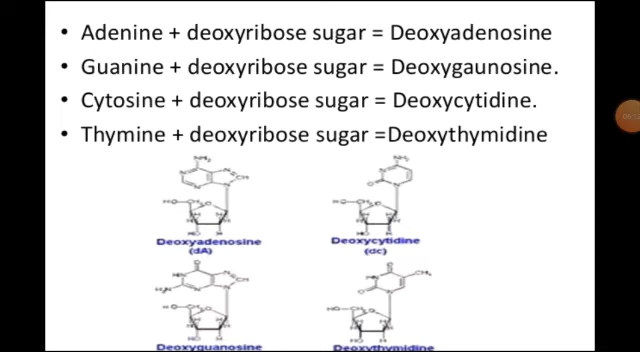 • Adenine + deoxyribose sugar = Deoxyadenosine
• Guanine + deoxyribose sugar = Deoxygaunosine.
• Cytosine + deoxyribose sugar = Deoxycytidine.
• Thymine + deoxyribose sugar =Deoxythymidine
Deoxyadenosine
(dA)
Deoxycytidine
(dc)
Deoxyguanosine
Deoxythymidine